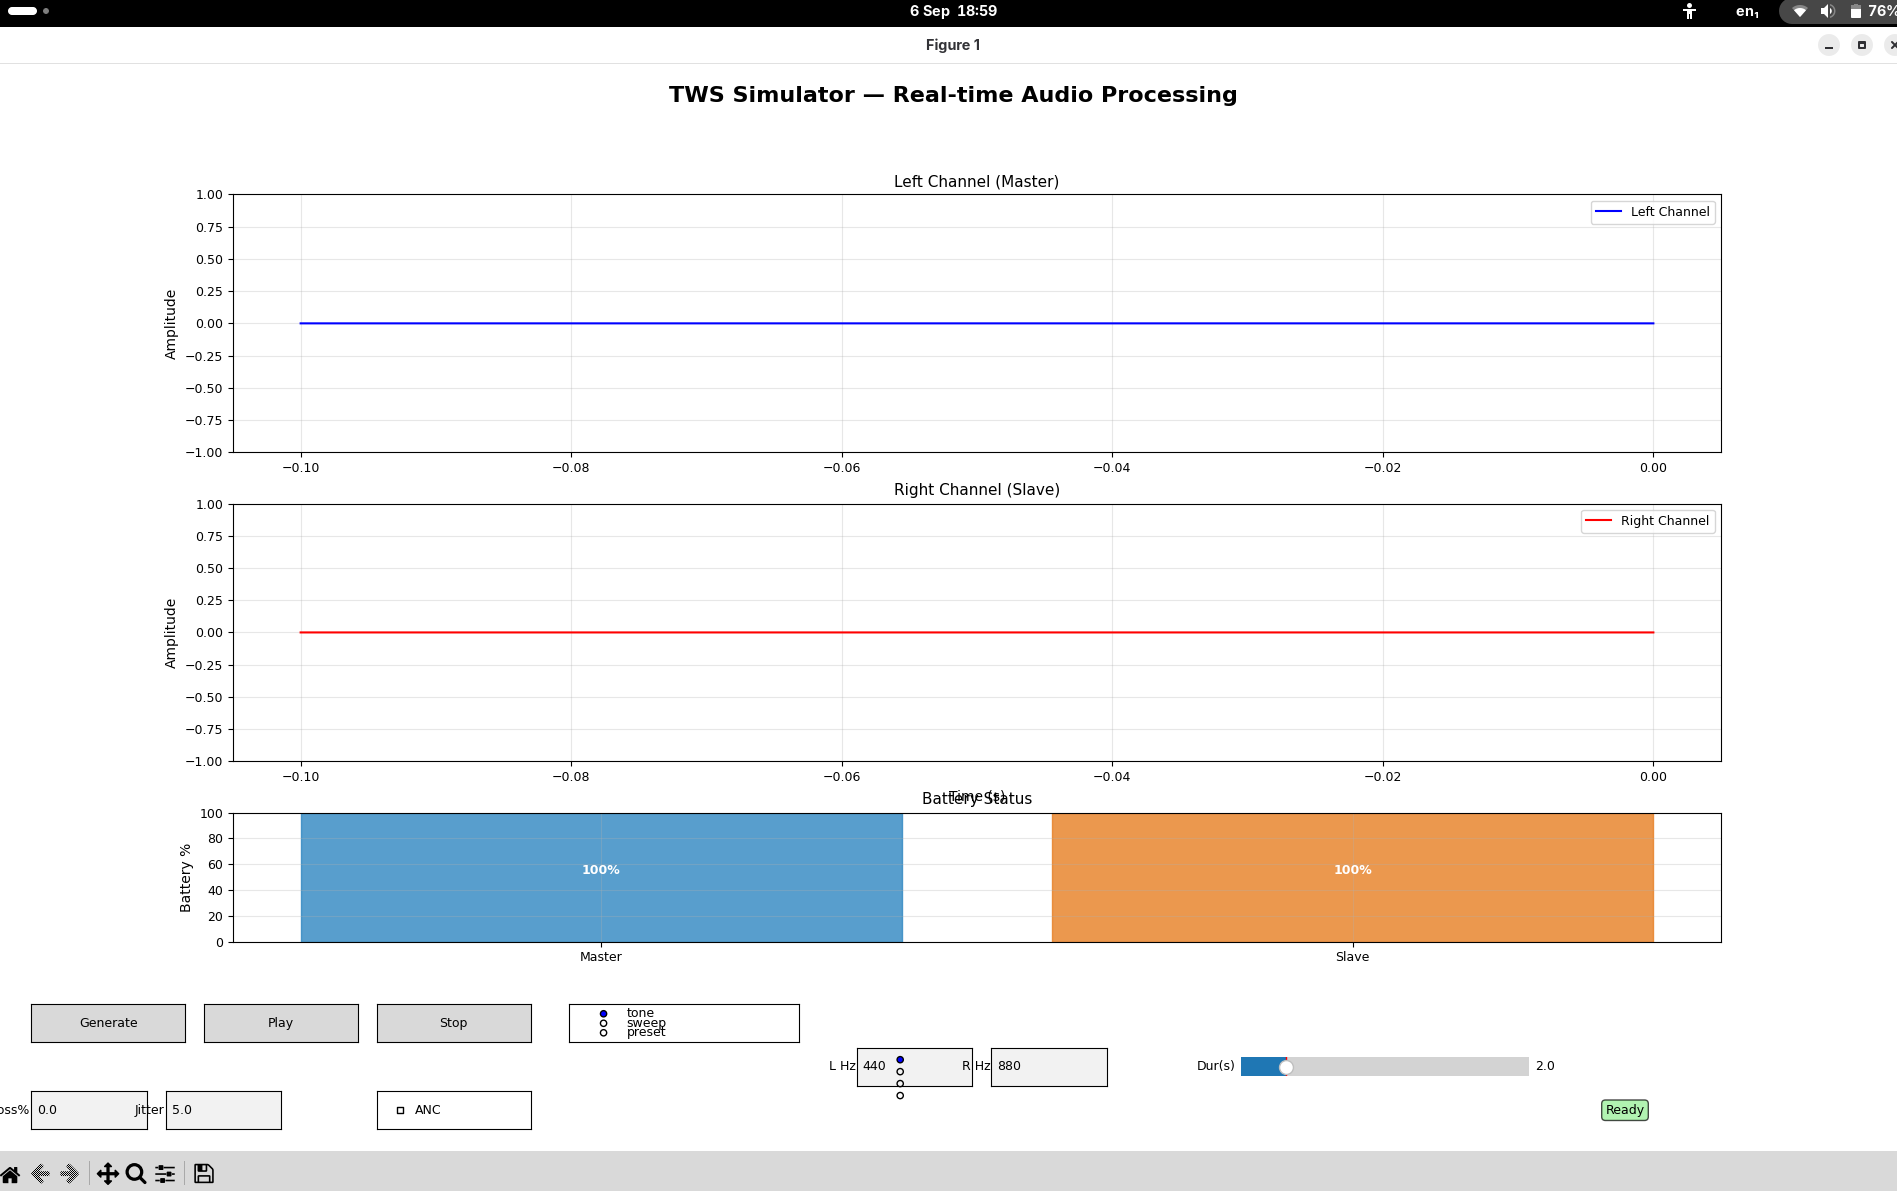 6 Sep 18:59
en₁
76%
Figure 1
TWS Simulator — Real-time Audio Processing
Left Channel (Master)
Left Channel
Amplitude
1.00
0.75
0.50
0.25
0.00
−0.25
−0.50
−0.75
−1.00
−0.10 −0.08 −0.06 −0.04 −0.02 0.00
Right Channel (Slave)
Right Channel
Amplitude
1.00
0.75
0.50
0.25
0.00
−0.25
−0.50
−0.75
−1.00
−0.10 −0.08 −0.06 −0.04 −0.02 0.00
Time (s)
Battery Status
Battery %
100
80
60
40
20
0
100% 100%
Master Slave
Generate Play Stop
tone
sweep
preset
L Hz 440 R Hz 880 Dur(s) 2.0
oss% 0.0 Jitter 5.0 ANC Ready